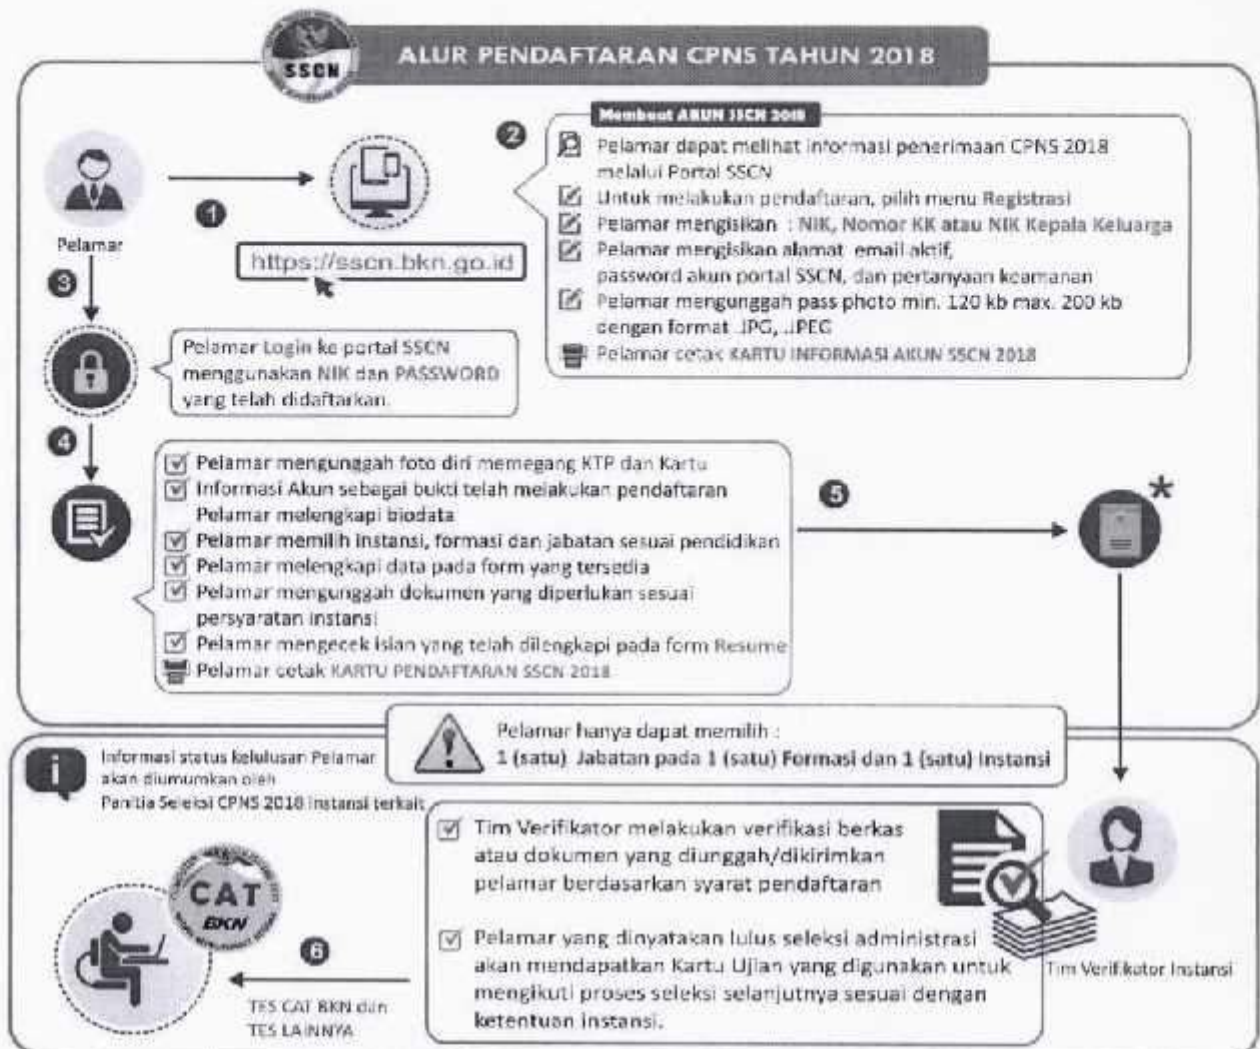 SSCN
ALUR PENDAFTARAN CPNS TAHUN 2018
Pelamar
1
https://sscn.bkn.go.id
2
Membuat AKUN SSCN 2018
Pelamar dapat melihat informasi penerimaan CPNS 2018
melalui Portal SSCN
Untuk melakukan pendaftaran, pilih menu Registrasi
Pelamar mengisikan : NIK, Nomor KK atau NIK Kepala Keluarga
Pelamar mengisikan alamat email aktif,
password akun portal SSCN, dan pertanyaan keamanan
Pelamar mengunggah pass photo min. 120 kb max. 200 kb
dengan format .JPG, .JPEG
Pelamar cetak KARTU INFORMASI AKUN SSCN 2018
3
Pelamar Login ke portal SSCN
menggunakan NIK dan PASSWORD
yang telah didaftarkan.
4
Pelamar mengunggah foto diri memegang KTP dan Kartu
Informasi Akun sebagai bukti telah melakukan pendaftaran
Pelamar melengkapi biodata
Pelamar memilih instansi, formasi dan jabatan sesuai pendidikan
Pelamar melengkapi data pada form yang tersedia
Pelamar mengunggah dokumen yang diperlukan sesuai
persyaratan instansi
Pelamar mengecek isian yang telah dilengkapi pada form Resume
Pelamar cetak KARTU PENDAFTARAN SSCN 2018
5
*
Pelamar hanya dapat memilih :
1 (satu) Jabatan pada 1 (satu) Formasi dan 1 (satu) Instansi
i
Informasi status kelulusan Pelamar
akan diumumkan oleh
Panitia Seleksi CPNS 2018 instansi terkait
Tim Verifikator melakukan verifikasi berkas
atau dokumen yang diunggah/dikirimkan
pelamar berdasarkan syarat pendaftaran
Pelamar yang dinyatakan lulus seleksi administrasi
akan mendapatkan Kartu Ujian yang digunakan untuk
mengikuti proses seleksi selanjutnya sesuai dengan
ketentuan instansi.
Tim Verifikator Instansi
CAT
BKN
6
TES CAT BKN dan
TES LAINNYA